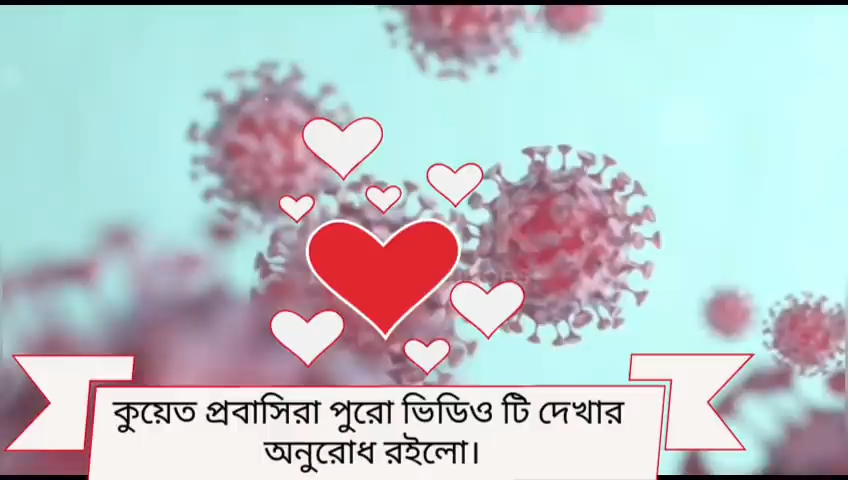 কুয়েত প্রবাসিরা পুরো ভিডিও টি দেখার
অনুরোধ রইলো।